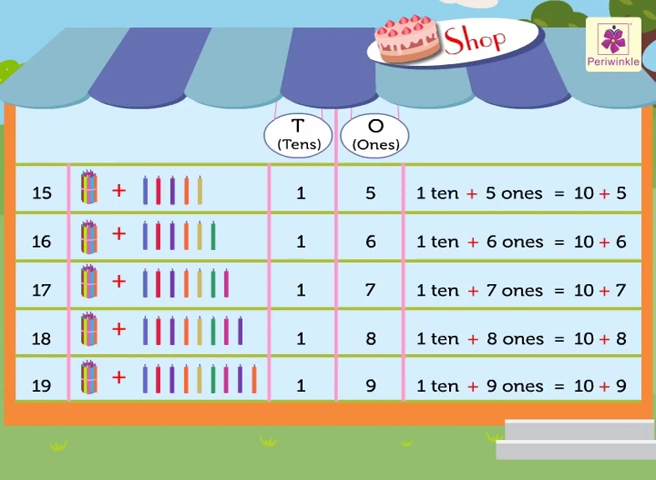 Shop
Periwinkle
T O
(Tens) (Ones)
15 + 1 5 1 ten + 5 ones = 10 + 5
16 + 1 6 1 ten + 6 ones = 10 + 6
17 + 1 7 1 ten + 7 ones = 10 + 7
18 + 1 8 1 ten + 8 ones = 10 + 8
19 + 1 9 1 ten + 9 ones = 10 + 9